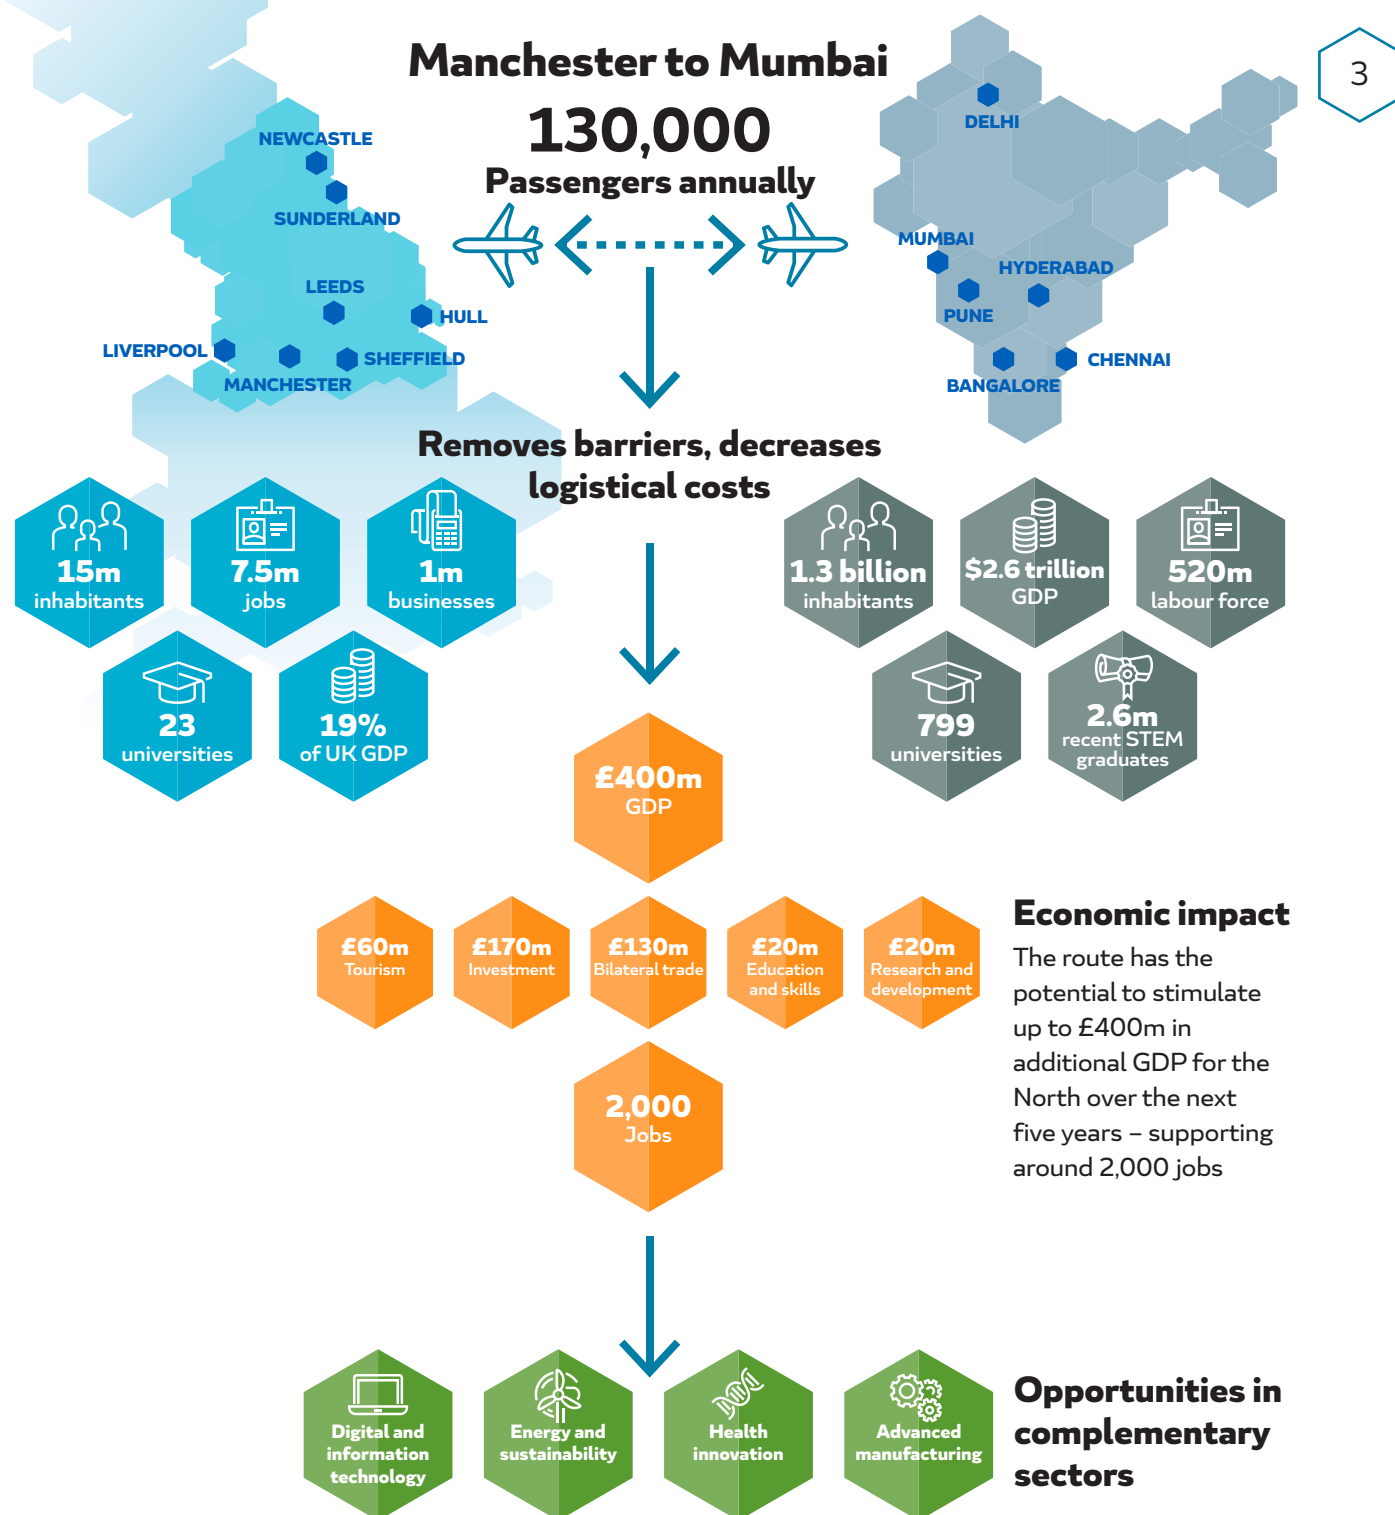 Manchester to Mumbai
130,000
Passengers annually
3
NEWCASTLE
SUNDERLAND
LEEDS
HULL
LIVERPOOL
SHEFFIELD
MANCHESTER
DELHI
MUMBAI
HYDERABAD
PUNE
CHENNAI
BANGALORE
Removes barriers, decreases
logistical costs
15m
inhabitants
7.5m
jobs
1m
businesses
23
universities
19%
of UK GDP
1.3 billion
inhabitants
$2.6 trillion
GDP
520m
labour force
799
universities
2.6m
recent STEM
graduates
£400m
GDP
£60m
Tourism
£170m
Investment
£130m
Bilateral trade
£20m
Education
and skills
£20m
Research and
development
2,000
Jobs
Economic impact
The route has the
potential to stimulate
up to £400m in
additional GDP for the
North over the next
five years – supporting
around 2,000 jobs
Digital and
information
technology
Energy and
sustainability
Health
innovation
Advanced
manufacturing
Opportunities in
complementary
sectors